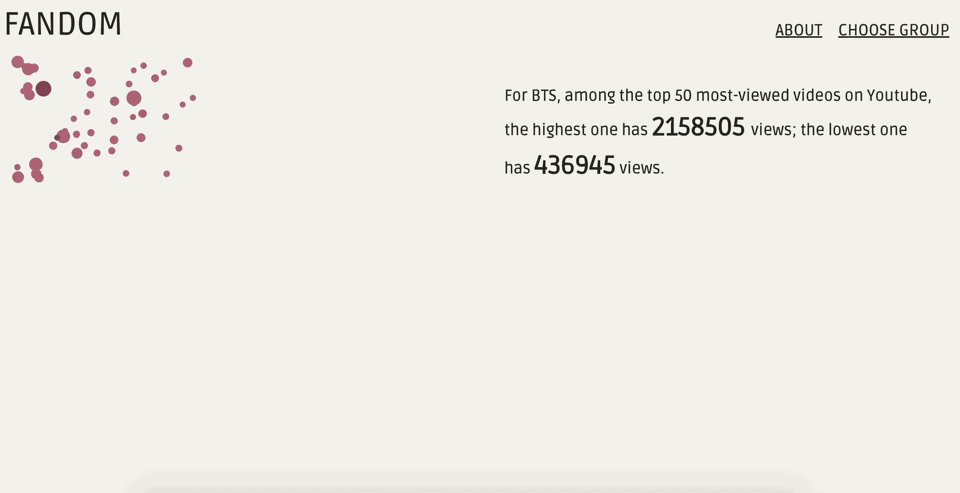 FANDOM
ABOUT CHOOSE GROUP
For BTS, among the top 50 most-viewed videos on Youtube,
the highest one has 2158505 views; the lowest one
has 436945 views.